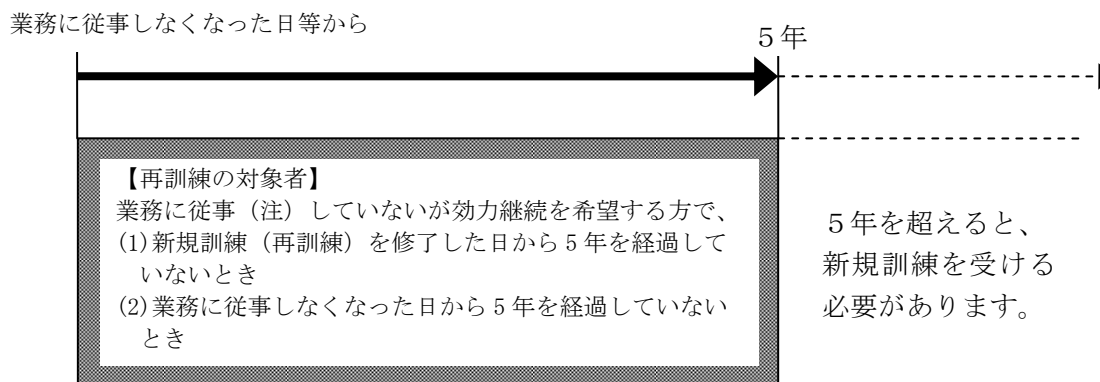 業務に従事しなくなった日等から
５年
【再訓練の対象者】
業務に従事（注）していないが効力継続を希望する方で、
(1)新規訓練（再訓練）を修了した日から 5 年を経過して
いないとき
(2)業務に従事しなくなった日から 5 年を経過していない
とき
５年を超えると、
新規訓練を受ける
必要があります。